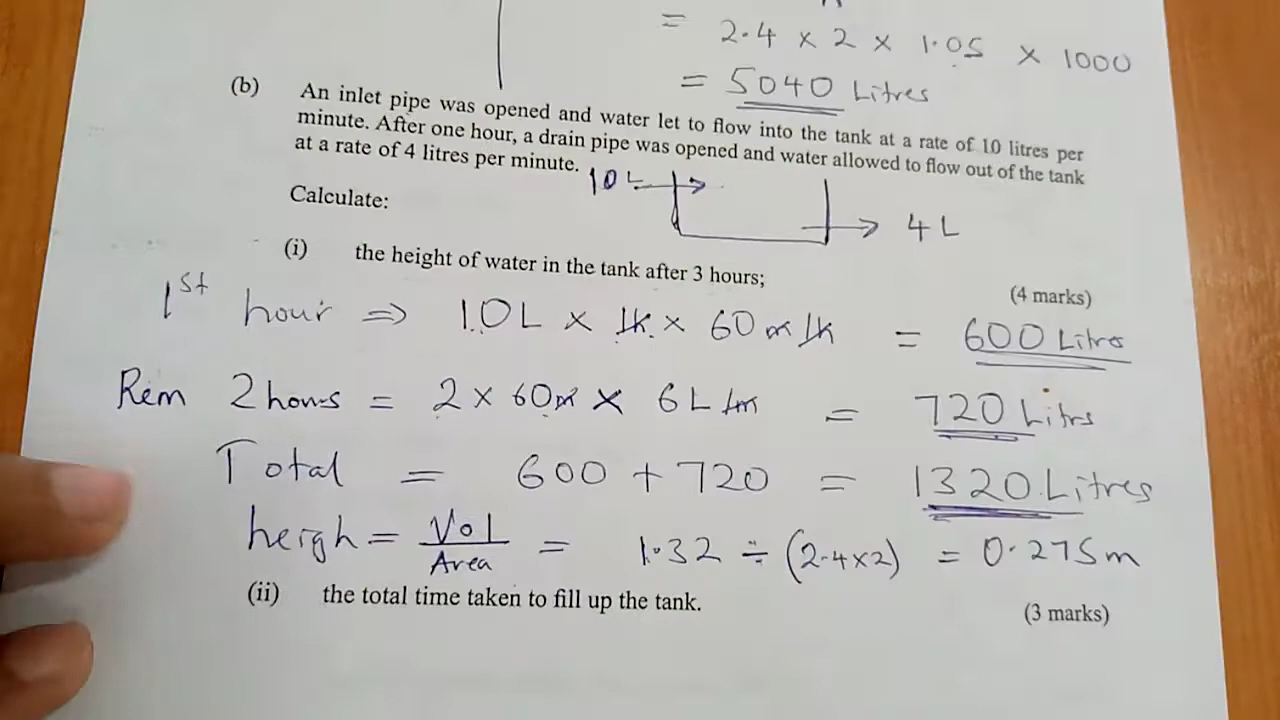 = 2.4 x 2 x 1.05 x 1000
= 5040 Litres
(b) An inlet pipe was opened and water let to flow into the tank at a rate of 10 litres per
minute. After one hour, a drain pipe was opened and water allowed to flow out of the tank
at a rate of 4 litres per minute.
10 L
4 L
Calculate:
(i) the height of water in the tank after 3 hours;
(4 marks)
1st hour ⇒ 10L x 1h x 60m/h = 600 Litres
Rem 2 hours = 2 x 60m x 6L/m = 720 Litrs
Total = 600 + 720 = 1320 Litres
heigh = Vol/Area = 1.32 ÷ (2.4x2) = 0.275m
(ii) the total time taken to fill up the tank.
(3 marks)